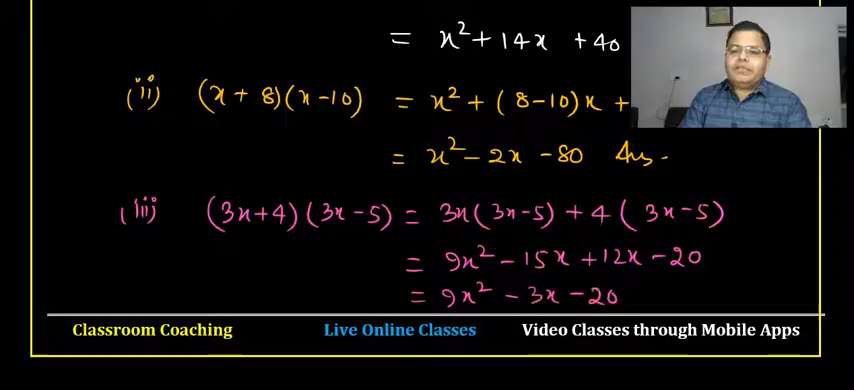 = x² + 14x + 40
(ii) (x + 8)(x - 10) = x² + (8 - 10)x +
= x² - 2x - 80 Ans.
(iii) (3x + 4)(3x - 5) = 3x(3x - 5) + 4(3x - 5)
= 9x² - 15x + 12x - 20
= 9x² - 3x - 20
Classroom Coaching Live Online Classes Video Classes through Mobile Apps